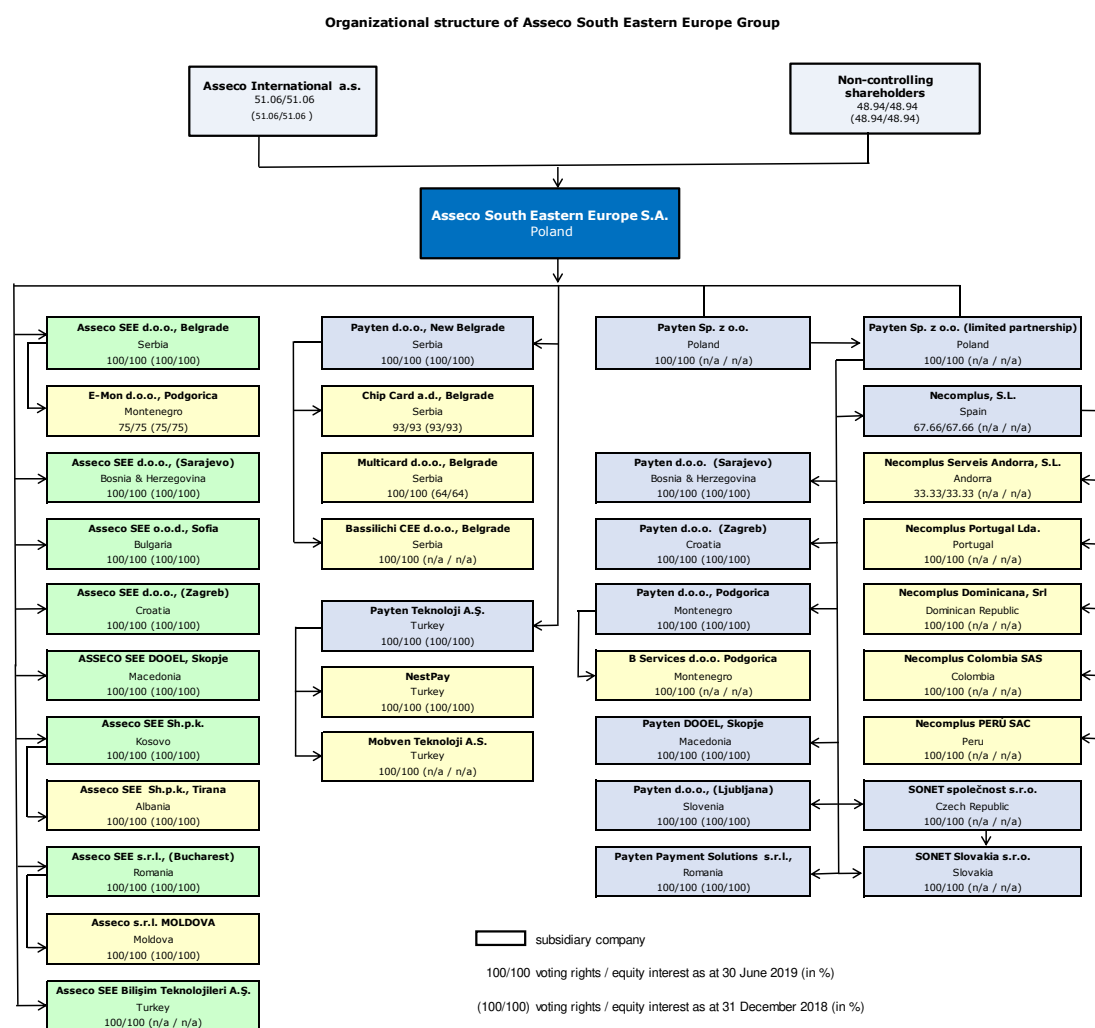 Organizational structure of Asseco South Eastern Europe Group
Asseco International a.s.
51.06/51.06
(51.06/51.06 )
Non-controlling
shareholders
48.94/48.94
(48.94/48.94)
Asseco South Eastern Europe S.A.
Poland
Asseco SEE d.o.o., Belgrade
Serbia
100/100 (100/100)
E-Mon d.o.o., Podgorica
Montenegro
75/75 (75/75)
Asseco SEE d.o.o., (Sarajevo)
Bosnia & Herzegovina
100/100 (100/100)
Asseco SEE o.o.d., Sofia
Bulgaria
100/100 (100/100)
Asseco SEE d.o.o., (Zagreb)
Croatia
100/100 (100/100)
ASSECO SEE DOOEL, Skopje
Macedonia
100/100 (100/100)
Asseco SEE Sh.p.k.
Kosovo
100/100 (100/100)
Asseco SEE Sh.p.k., Tirana
Albania
100/100 (100/100)
Asseco SEE s.r.l., (Bucharest)
Romania
100/100 (100/100)
Asseco s.r.l. MOLDOVA
Moldova
100/100 (100/100)
Asseco SEE Bilişim Teknolojileri A.Ş.
Turkey
100/100 (n/a / n/a)
Payten d.o.o., New Belgrade
Serbia
100/100 (100/100)
Chip Card a.d., Belgrade
Serbia
93/93 (93/93)
Multicard d.o.o., Belgrade
Serbia
100/100 (64/64)
Bassilichi CEE d.o.o., Belgrade
Serbia
100/100 (n/a / n/a)
Payten Teknoloji A.Ş.
Turkey
100/100 (100/100)
NestPay
Turkey
100/100 (100/100)
Mobven Teknoloji A.S.
Turkey
100/100 (n/a / n/a)
Payten Sp. z o.o.
Poland
100/100 (n/a / n/a)
Payten d.o.o. (Sarajevo)
Bosnia & Herzegovina
100/100 (100/100)
Payten d.o.o. (Zagreb)
Croatia
100/100 (100/100)
Payten d.o.o., Podgorica
Montenegro
100/100 (100/100)
B Services d.o.o. Podgorica
Montenegro
100/100 (n/a / n/a)
Payten DOOEL, Skopje
Macedonia
100/100 (100/100)
Payten d.o.o., (Ljubljana)
Slovenia
100/100 (100/100)
Payten Payment Solutions s.r.l.,
Romania
100/100 (100/100)
Payten Sp. z o.o. (limited partnership)
Poland
100/100 (n/a / n/a)
Necomplus, S.L.
Spain
67.66/67.66 (n/a / n/a)
Necomplus Serveis Andorra, S.L.
Andorra
33.33/33.33 (n/a / n/a)
Necomplus Portugal Lda.
Portugal
100/100 (n/a / n/a)
Necomplus Dominicana, Srl
Dominican Republic
100/100 (n/a / n/a)
Necomplus Colombia SAS
Colombia
100/100 (n/a / n/a)
Necomplus PERÚ SAC
Peru
100/100 (n/a / n/a)
SONET společnost s.r.o.
Czech Republic
100/100 (n/a / n/a)
SONET Slovakia s.r.o.
Slovakia
100/100 (n/a / n/a)
subsidiary company
100/100 voting rights / equity interest as at 30 June 2019 (in %)
(100/100) voting rights / equity interest as at 31 December 2018 (in %)